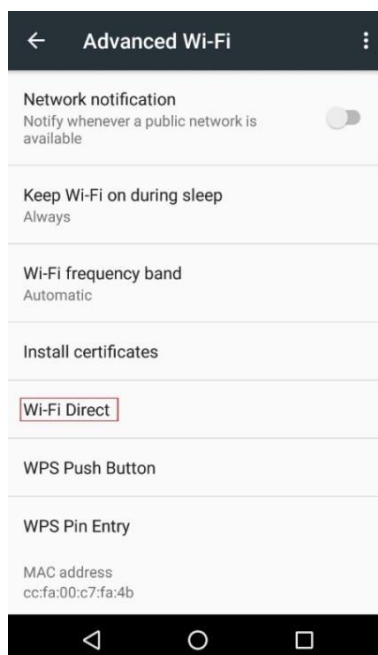 Advanced Wi-Fi
Network notification
Notify whenever a public network is
available
Keep Wi-Fi on during sleep
Always
Wi-Fi frequency band
Automatic
Install certificates
Wi-Fi Direct
WPS Push Button
WPS Pin Entry
MAC address
cc:fa:00:c7:fa:4b